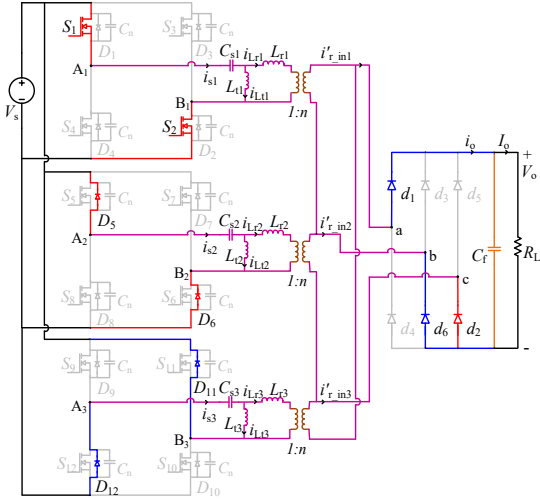 S1 D1 Cn S3 D3 Cn
A1 is1 Cs1 iLr1 Lr1 i'r_in1
Lt1 iLt1
Vs
B1
S4 D4 Cn S2 D2 Cn
1:n
io Io +
Vo
S5 D5 Cn S7 D7 Cn
d1 d3 d5
A2 is2 Cs2 iLr2 Lr2 i'r_in2
a b c
Cf RL
Lt2 iLt2
B2
1:n
S8 D8 Cn S6 D6 Cn
d4 d6 d2
-
S9 D9 Cn S11 D11 Cn
A3 is3 Cs3 iLr3 Lr3 i'r_in3
Lt3 iLt3
B3
1:n
S12 D12 Cn S10 D10 Cn